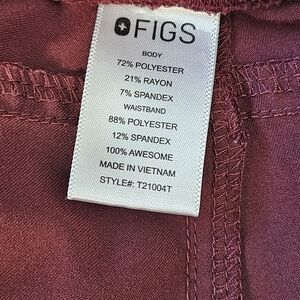 FIGS
BODY
72% POLYESTER
21% RAYON
7% SPANDEX
WAISTBAND
88% POLYESTER
12% SPANDEX
100% AWESOME
MADE IN VIETNAM
STYLE#: T21004T